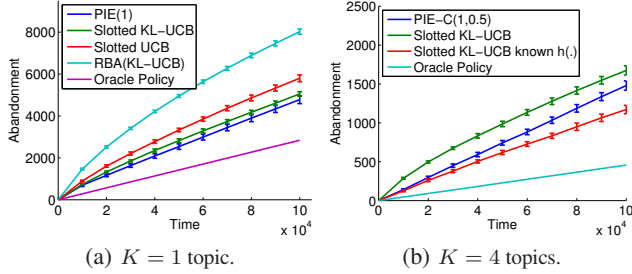 PIE(1)
Slotted KL−UCB
Slotted UCB
RBA(KL−UCB)
Oracle Policy
Abandonment
8000
6000
4000
2000
0
0 2 4 6 8 10
Time
x 10^4
(a) K = 1 topic.
PIE−C(1,0.5)
Slotted KL−UCB
Slotted KL−UCB known h(.)
Oracle Policy
Abandonment
2500
2000
1500
1000
500
0
0 2 4 6 8 10
Time
x 10^4
(b) K = 4 topics.